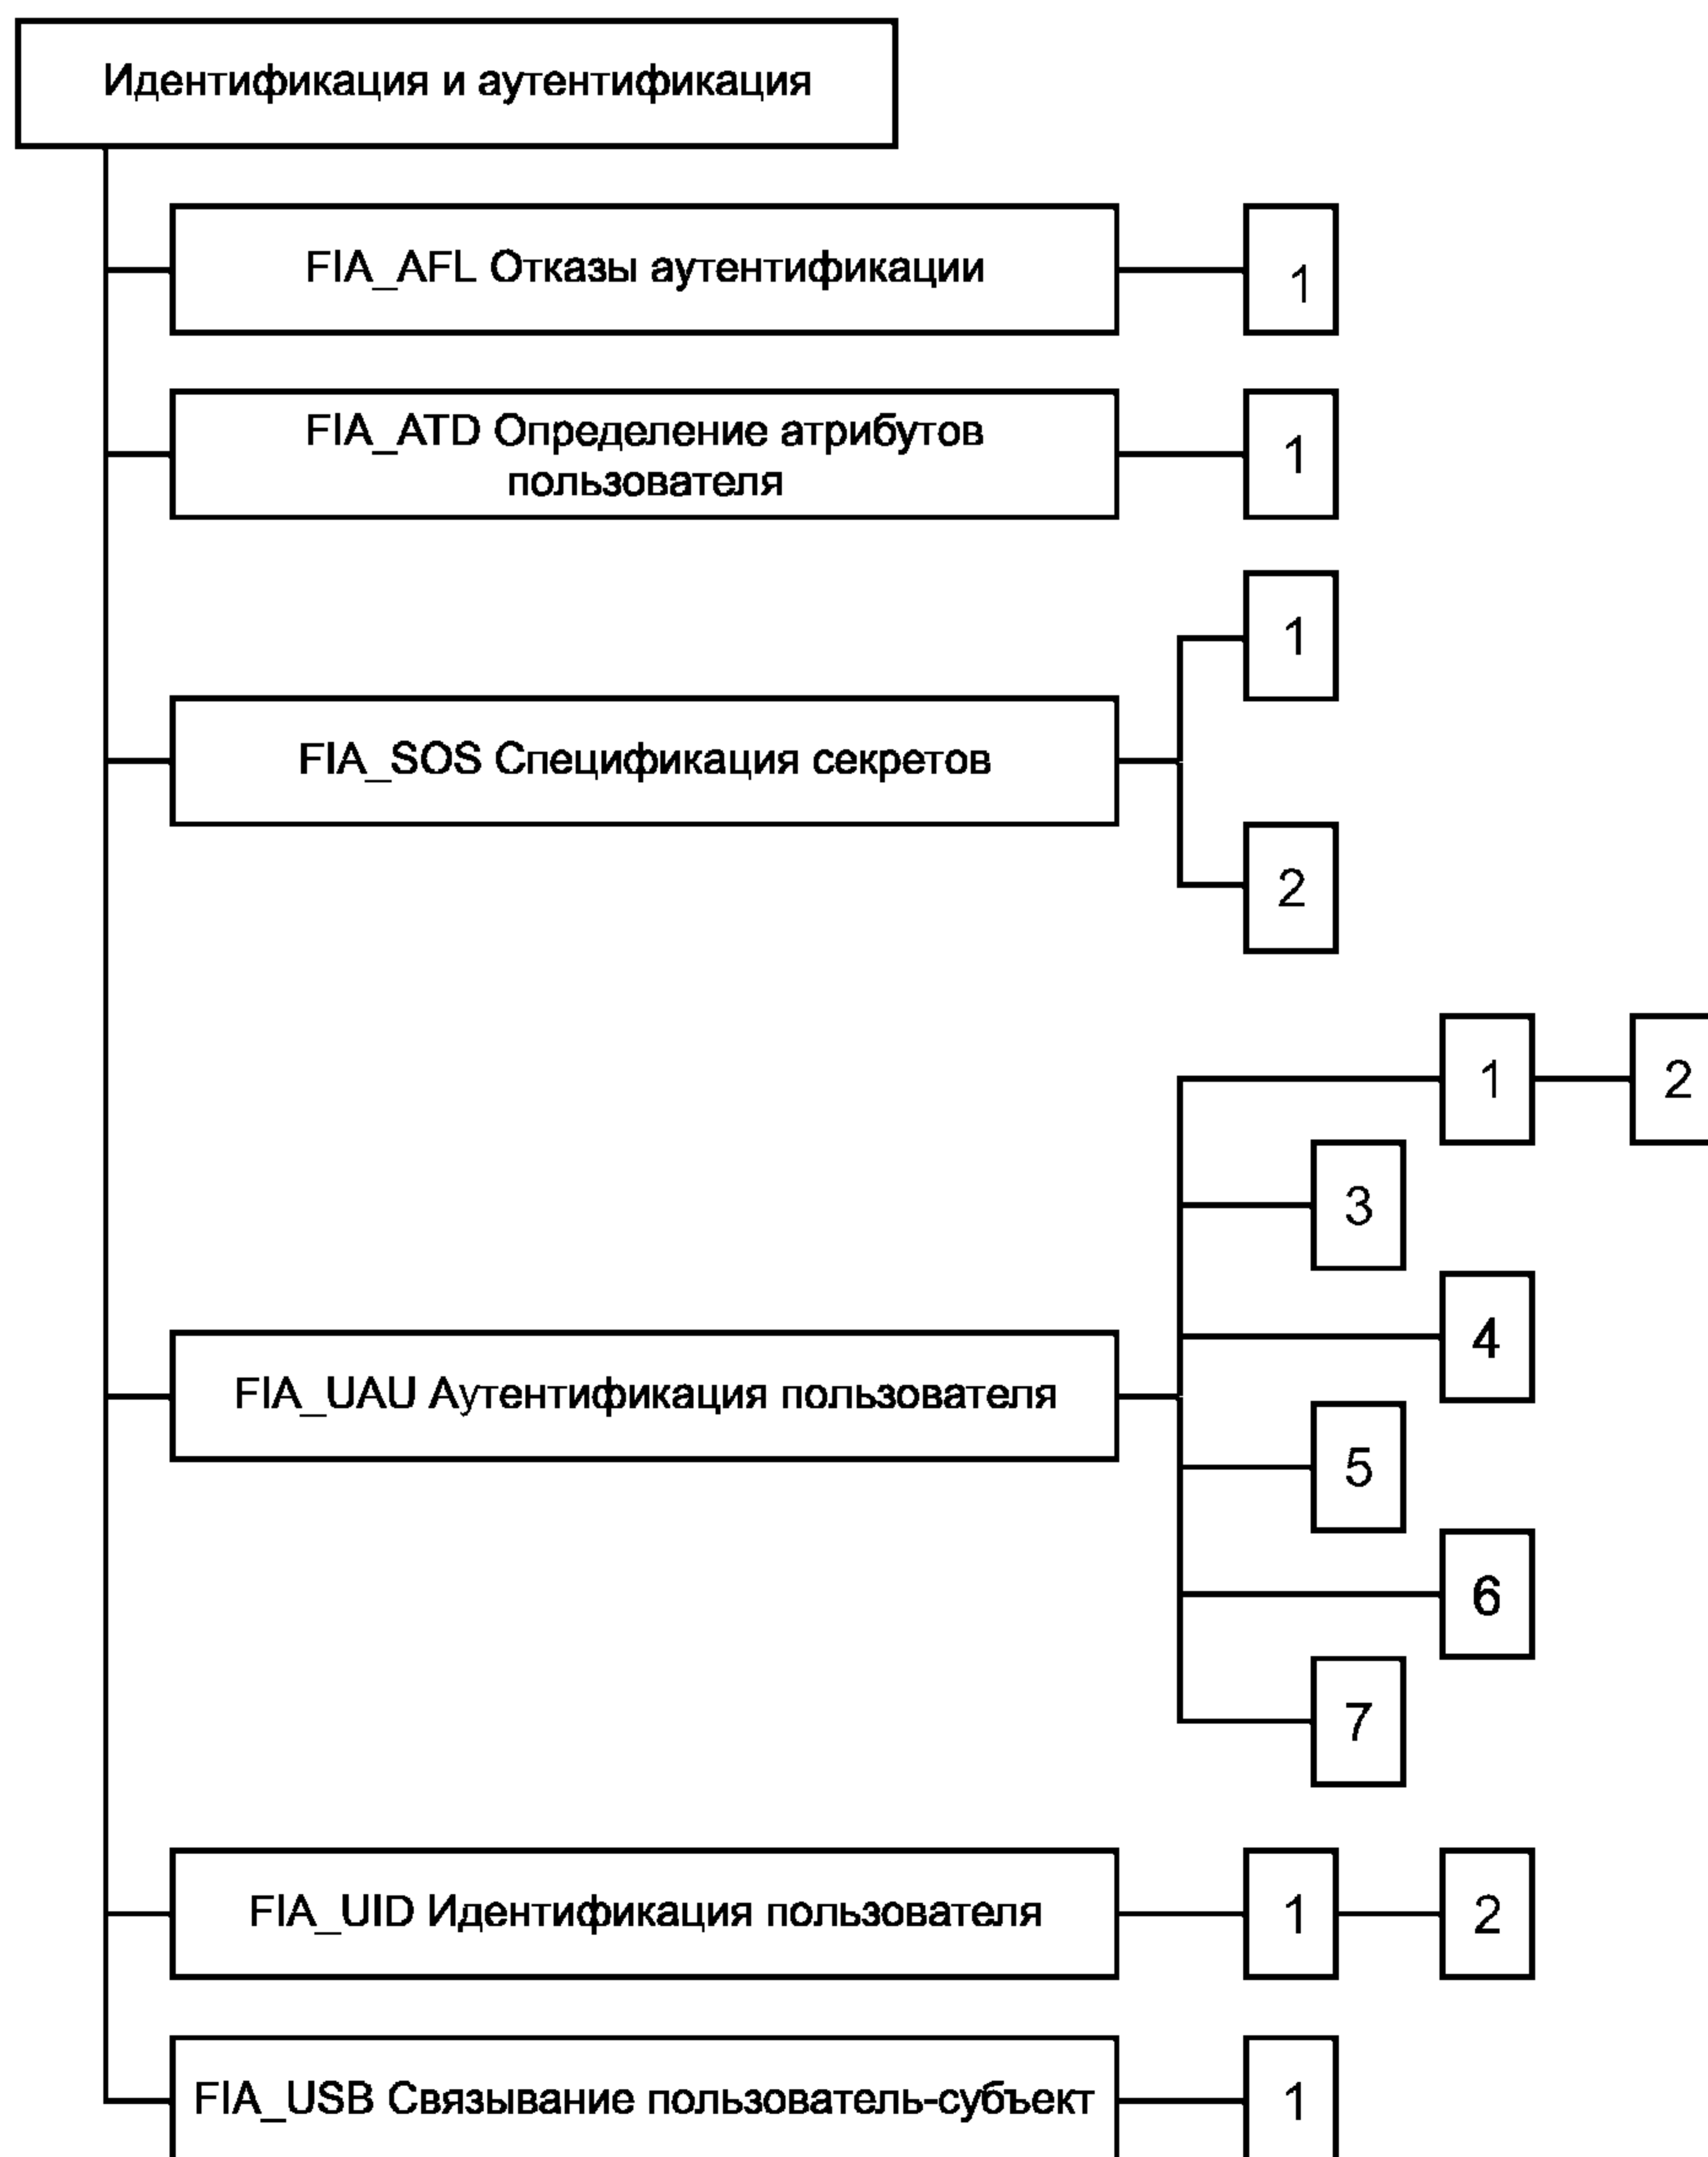 Идентификация и аутентификация
FIA_AFL Отказы аутентификации
1
FIA_ATD Определение атрибутов
пользователя
1
1
FIA_SOS Спецификация секретов
2
1
2
3
4
FIA_UAU Аутентификация пользователя
5
6
7
FIA_UID Идентификация пользователя
1
2
FIA_USB Связывание пользователь-субъект
1